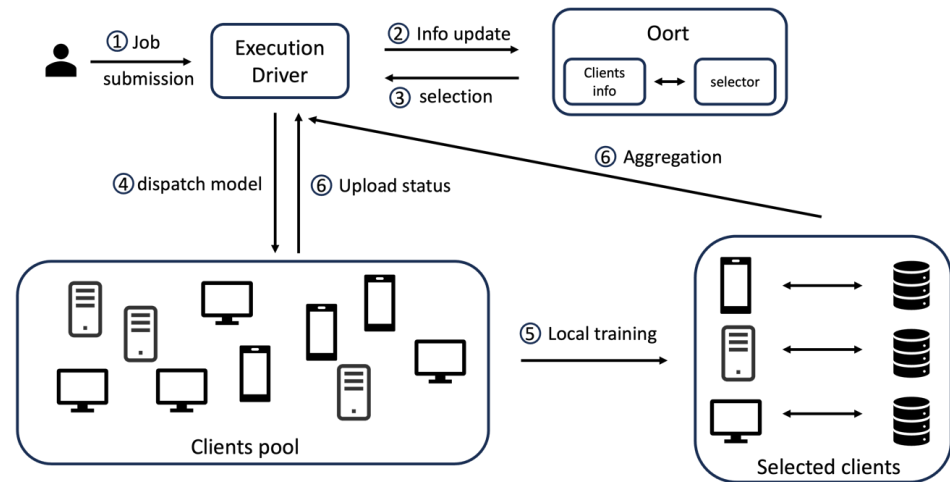 ① Job
submission
Execution
Driver
② Info update
③ selection
Oort
Clients
info
selector
④ dispatch model
⑥ Upload status
⑥ Aggregation
⑤ Local training
Clients pool
Selected clients